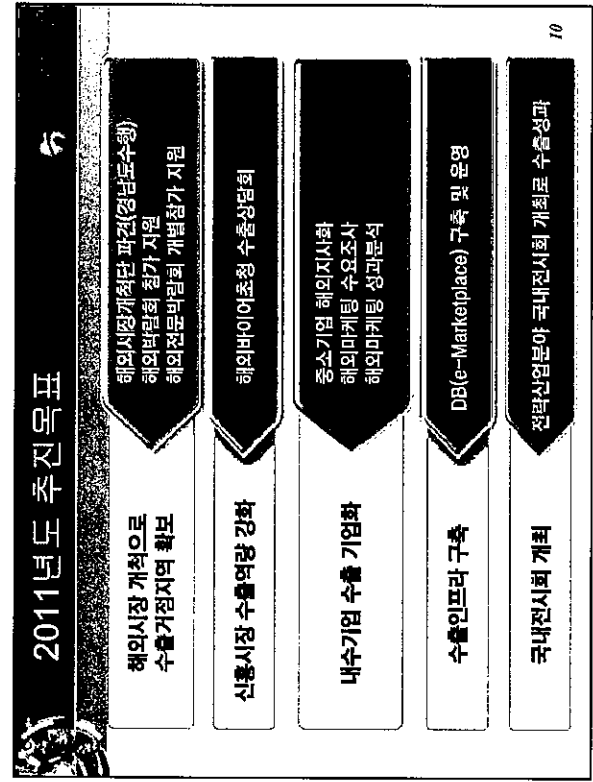 2011년도 추진목표
해외시장 개척으로
수출거점지역 확보
해외시장개척단 파견(경남도수행)
해외박람회 참가 지원
해외전문박람회 개별참가 지원
신흥시장 수출역량 강화
해외바이어초청 수출상담회
내수기업 수출 기업화
중소기업 해외지사화
해외마케팅 수요조사
해외마케팅 성과분석
수출인프라 구축
DB(e-Marketplace) 구축 및 운영
국내전시회 개최
전략산업분야 국내전시회 개최로 수출성과
10